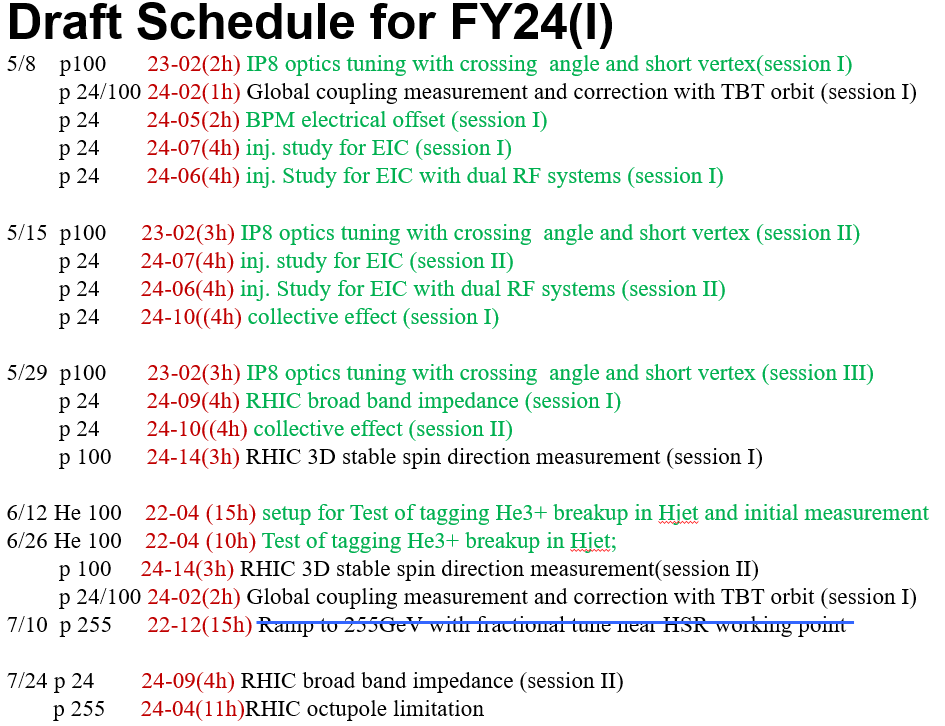 Draft Schedule for FY24(I)
5/8 p100 23-02(2h) IP8 optics tuning with crossing angle and short vertex(session I)
p 24/100 24-02(1h) Global coupling measurement and correction with TBT orbit (session I)
p 24 24-05(2h) BPM electrical offset (session I)
p 24 24-07(4h) inj. study for EIC (session I)
p 24 24-06(4h) inj. Study for EIC with dual RF systems (session I)
5/15 p100 23-02(3h) IP8 optics tuning with crossing angle and short vertex (session II)
p 24 24-07(4h) inj. study for EIC (session II)
p 24 24-06(4h) inj. Study for EIC with dual RF systems (session II)
p 24 24-10((4h) collective effect (session I)
5/29 p100 23-02(3h) IP8 optics tuning with crossing angle and short vertex (session III)
p 24 24-09(4h) RHIC broad band impedance (session I)
p 24 24-10((4h) collective effect (session II)
p 100 24-14(3h) RHIC 3D stable spin direction measurement (session I)
6/12 He 100 22-04 (15h) setup for Test of tagging He3+ breakup in Hjet and initial measurement
6/26 He 100 22-04 (10h) Test of tagging He3+ breakup in Hjet;
p 100 24-14(3h) RHIC 3D stable spin direction measurement(session II)
p 24/100 24-02(2h) Global coupling measurement and correction with TBT orbit (session I)
7/10 p 255 22-12(15h) Ramp to 255GeV with fractional tune near HSR working point
7/24 p 24 24-09(4h) RHIC broad band impedance (session II)
p 255 24-04(11h)RHIC octupole limitation